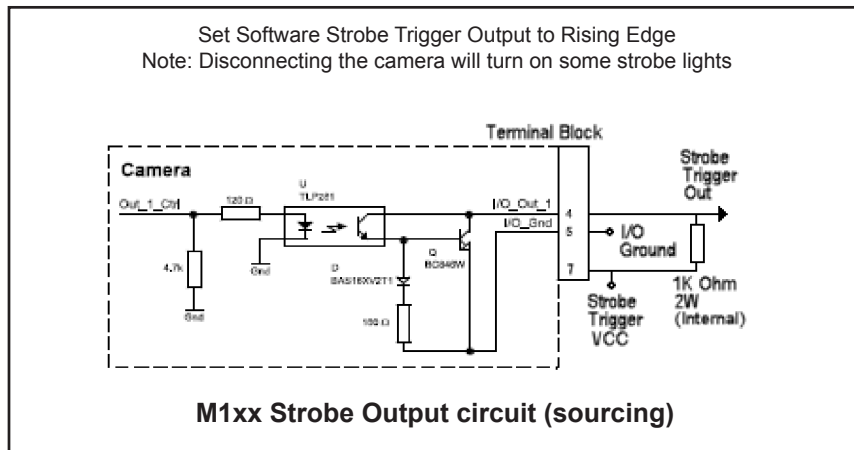 Set Software Strobe Trigger Output to Rising Edge
Note: Disconnecting the camera will turn on some strobe lights
Terminal Block
Camera
Strobe
Trigger
Out
U
TLP281
Out_1_Ctrl
120 Ω
I/O_Out_1
4
I/O_Gnd
5
I/O
Ground
Q
BC846W
4.7k
Gnd
D
BAS16XV2T1
7
1K Ohm
2W
(Internal)
Gnd
160 Ω
Strobe
Trigger
VCC
M1xx Strobe Output circuit (sourcing)